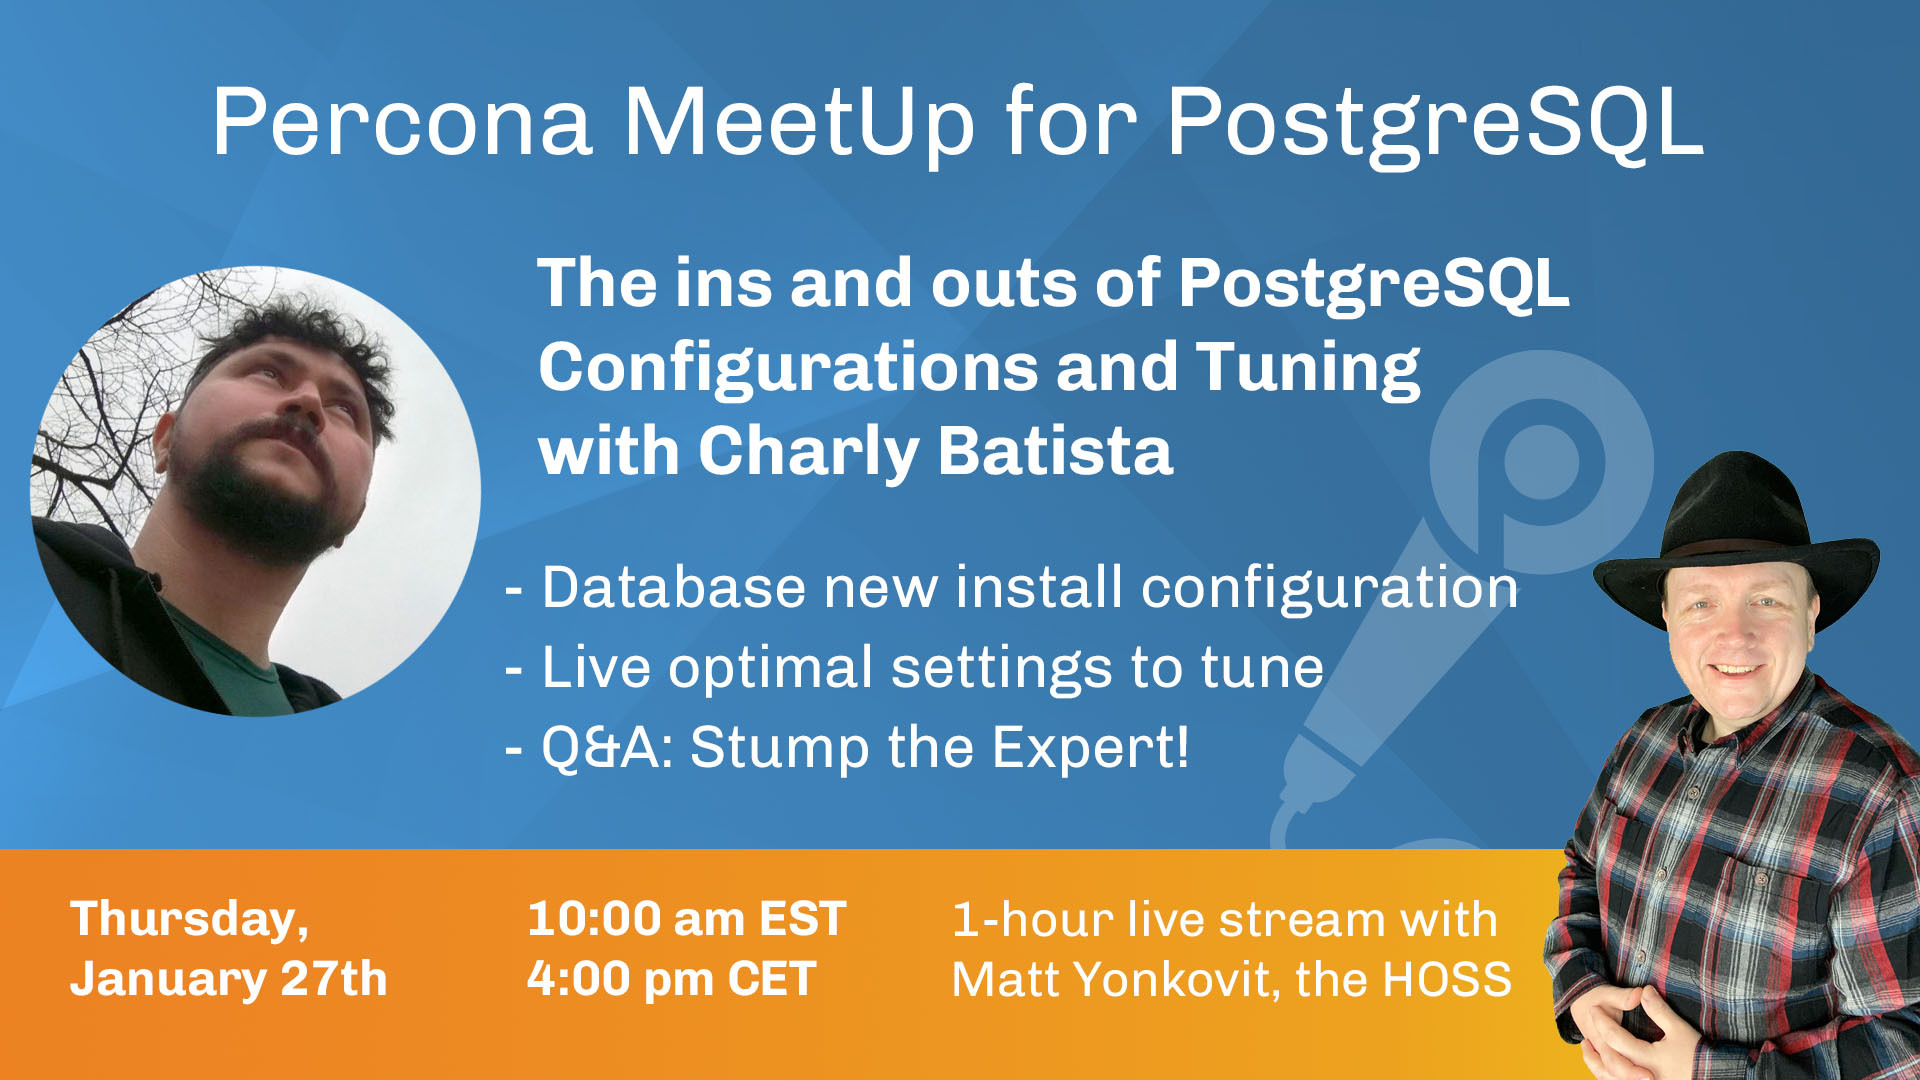 Percona MeetUp for PostgreSQL
The ins and outs of PostgreSQL
Configurations and Tuning
with Charly Batista
- Database new install configuration
- Live optimal settings to tune
- Q&A: Stump the Expert!
Thursday,
January 27th
10:00 am EST
4:00 pm CET
1-hour live stream with
Matt Yonkovit, the HOSS